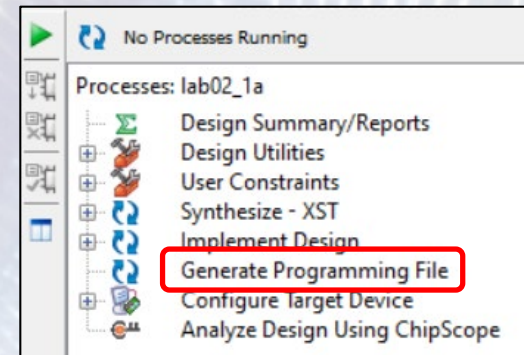 No Processes Running
Processes: lab02_1a
Design Summary/Reports
Design Utilities
User Constraints
Synthesize - XST
Implement Design
Generate Programming File
Configure Target Device
Analyze Design Using ChipScope